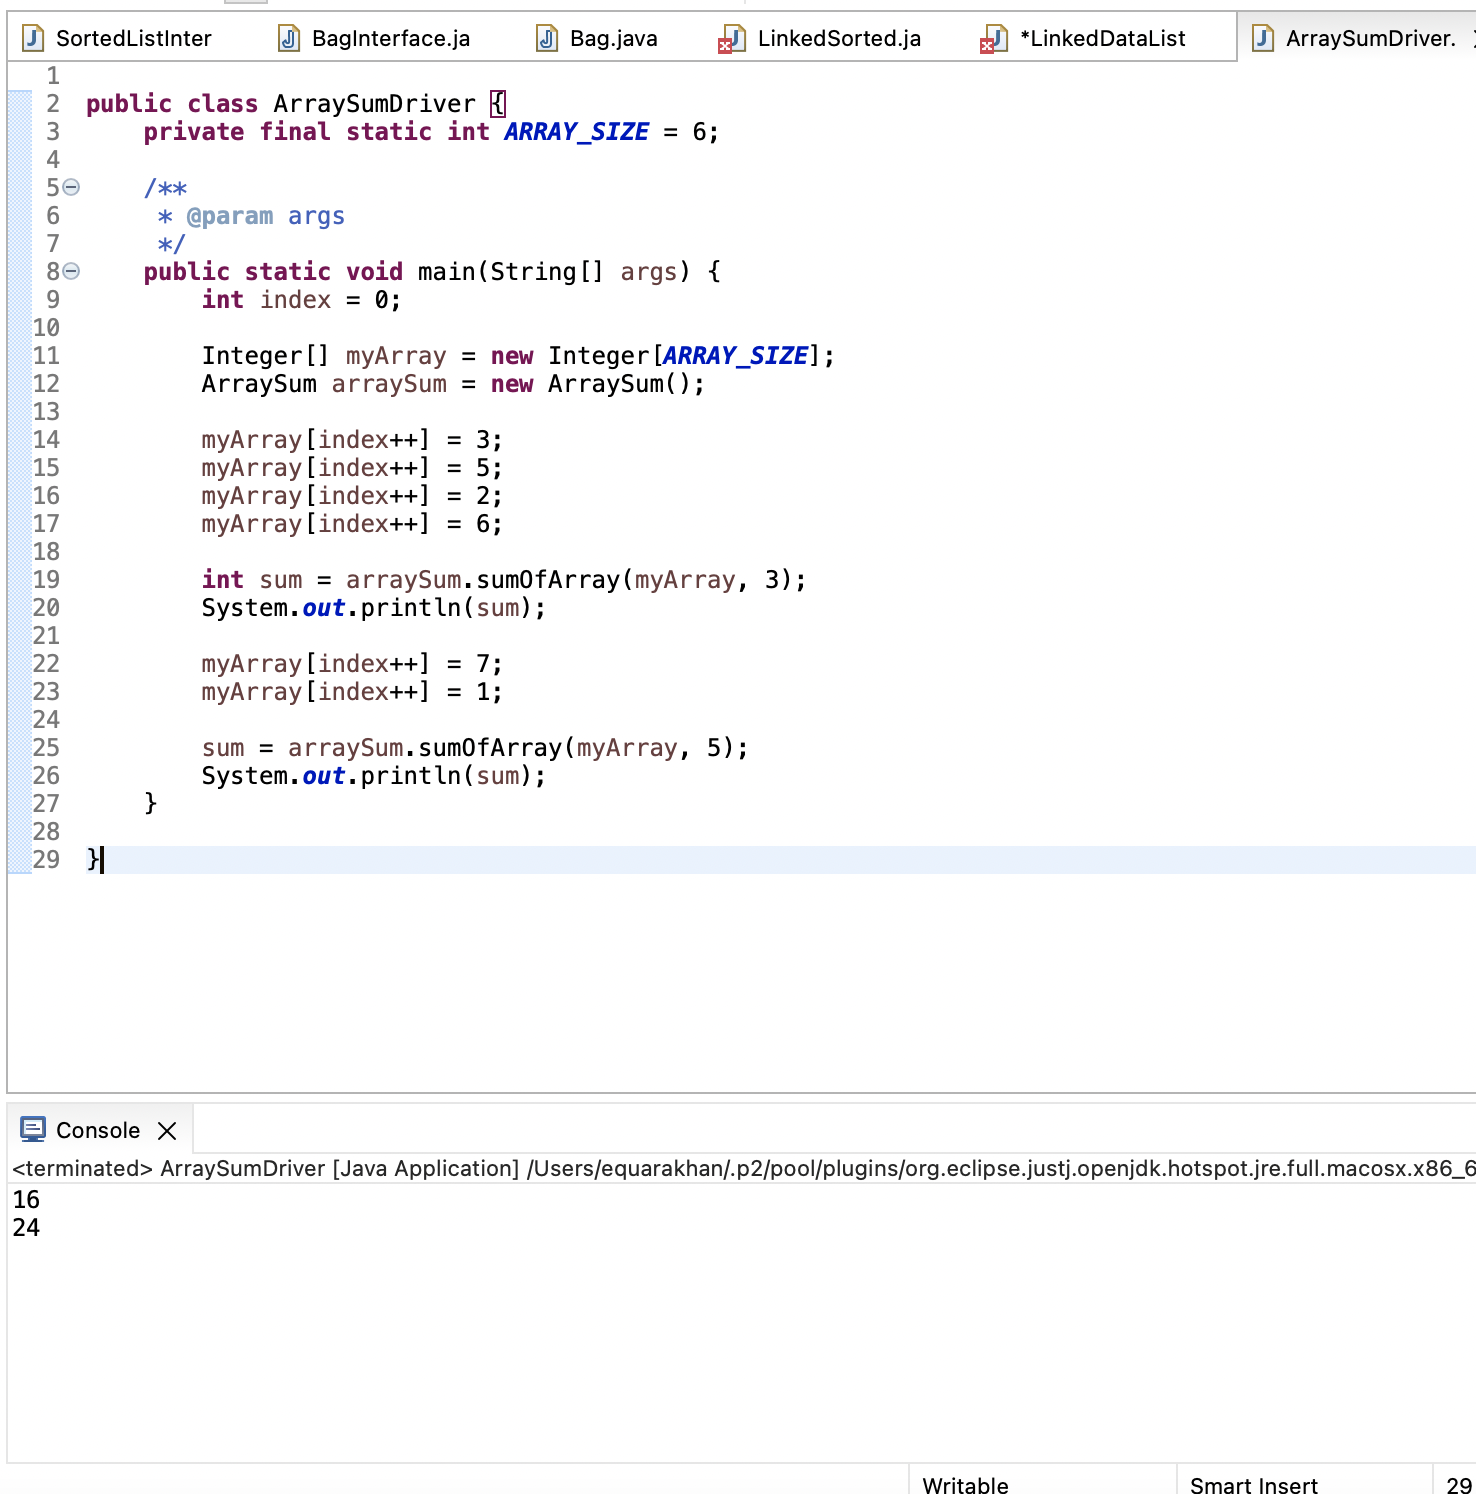 SortedListInter BagInterface.ja Bag.java LinkedSorted.ja *LinkedDataList ArraySumDriver.
1
2 public class ArraySumDriver {
3 private final static int ARRAY_SIZE = 6;
4
5 /**
6 * @param args
7 */
8 public static void main(String[] args) {
9 int index = 0;
10
11 Integer[] myArray = new Integer[ARRAY_SIZE];
12 ArraySum arraySum = new ArraySum();
13
14 myArray[index++] = 3;
15 myArray[index++] = 5;
16 myArray[index++] = 2;
17 myArray[index++] = 6;
18
19 int sum = arraySum.sumOfArray(myArray, 3);
20 System.out.println(sum);
21
22 myArray[index++] = 7;
23 myArray[index++] = 1;
24
25 sum = arraySum.sumOfArray(myArray, 5);
26 System.out.println(sum);
27 }
28
29 }
Console
<terminated> ArraySumDriver [Java Application] /Users/equarakhan/.p2/pool/plugins/org.eclipse.justj.openjdk.hotspot.jre.full.macosx.x86_6
16
24
Writable Smart Insert 29